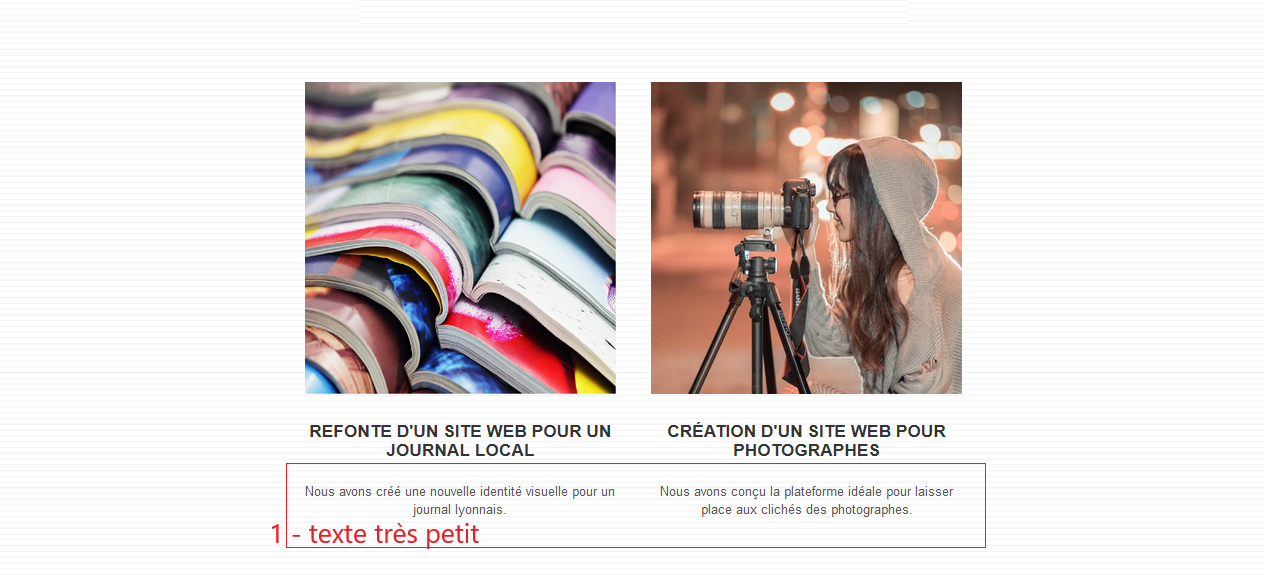 REFONTE D'UN SITE WEB POUR UN
JOURNAL LOCAL
Nous avons créé une nouvelle identité visuelle pour un
journal lyonnais.
CRÉATION D'UN SITE WEB POUR
PHOTOGRAPHES
Nous avons conçu la plateforme idéale pour laisser
place aux clichés des photographes.
1 - texte très petit